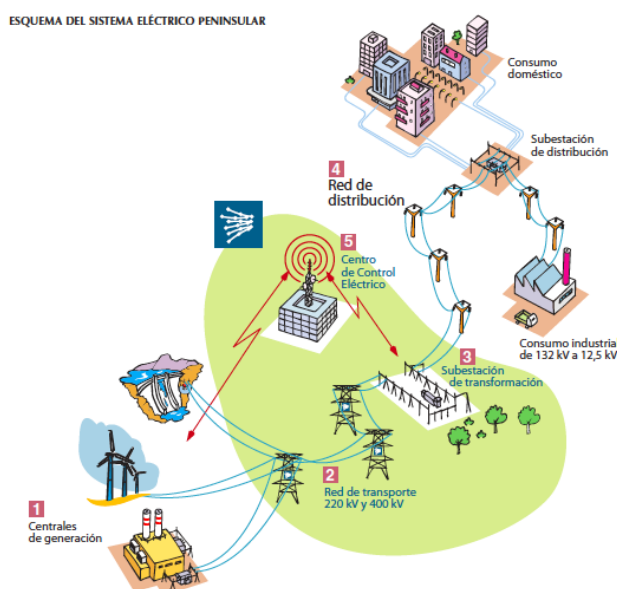 ESQUEMA DEL SISTEMA ELÉCTRICO PENINSULAR
Consumo
doméstico
Subestación
de distribución
4
Red de
distribución
5
Centro
de Control
Eléctrico
Consumo industrial
de 132 kV a 12,5 kV
3
Subestación
de transformación
2
Red de transporte
220 kV y 400 kV
1
Centrales
de generación